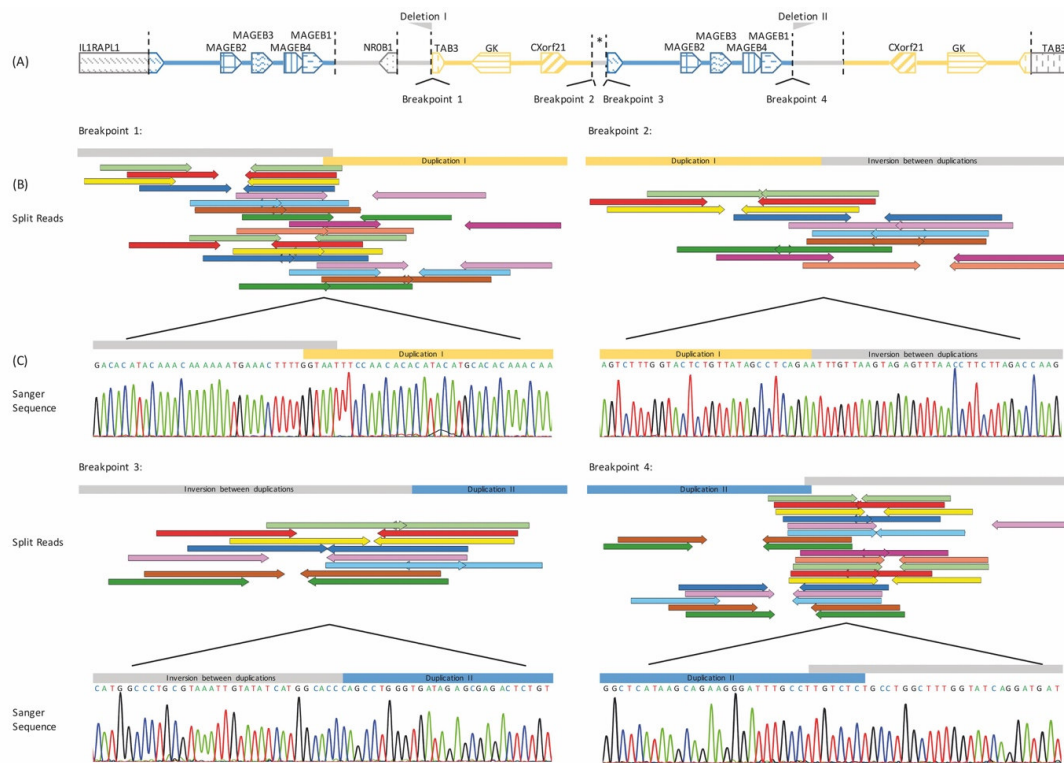 Deletion I
Deletion II
(A)
IL1RAPL1
MAGEB2
MAGEB3
MAGEB4
MAGEB1
NR0B1
TAB3
GK
CXorf21
*
MAGEB2
MAGEB3
MAGEB4
MAGEB1
CXorf21
GK
TAB3
Breakpoint 1
Breakpoint 2
Breakpoint 3
Breakpoint 4
Breakpoint 1:
Breakpoint 2:
(B)
Duplication I
Duplication I
Inversion between duplications
Split Reads
(C)
Duplication I
Duplication I
Inversion between duplications
GACACATACAAACAAAAAATGAAACTTTTGGTAATTTCCAACACACATACATGCACACAAACAA
AGTCTTTGGTACTCTGTTATAGCCTCAGAATTTGTTAAGTAGAGTTTAACCTTCTTAGACCAAG
Sanger
Sequence
Breakpoint 3:
Breakpoint 4:
Inversion between duplications
Duplication II
Duplication II
Split Reads
Inversion between duplications
Duplication II
Duplication II
CATGGCCCTGCGTAAATTGTATATCATGGCACCCAGCCTGGGTGATAGAGCGAGACTCTGT
GGCTCATAAGCAGAAGGGATTTGCCTTGTCTCTGCCTGGCTTTGGTATCAGGATGAT
Sanger
Sequence